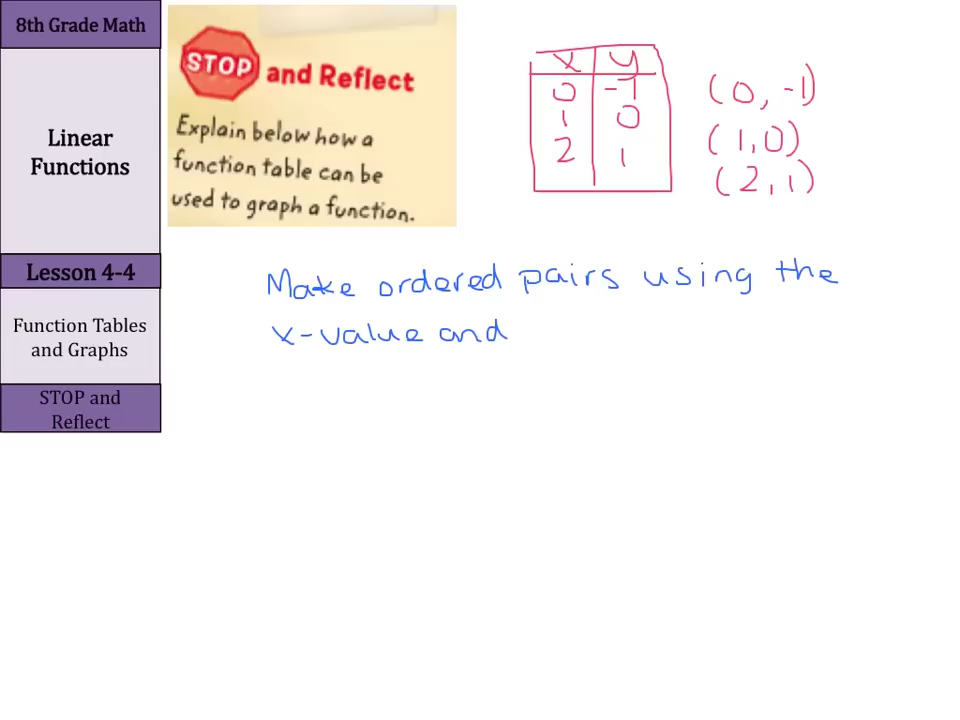 8th Grade Math
Linear
Functions
Lesson 4-4
Function Tables
and Graphs
STOP and
Reflect
STOP and Reflect
Explain below how a
function table can be
used to graph a function.
x y
0 -1
1 0
2 1
(0, -1)
(1,0)
(2,1)
Make ordered pairs using the
x-value and